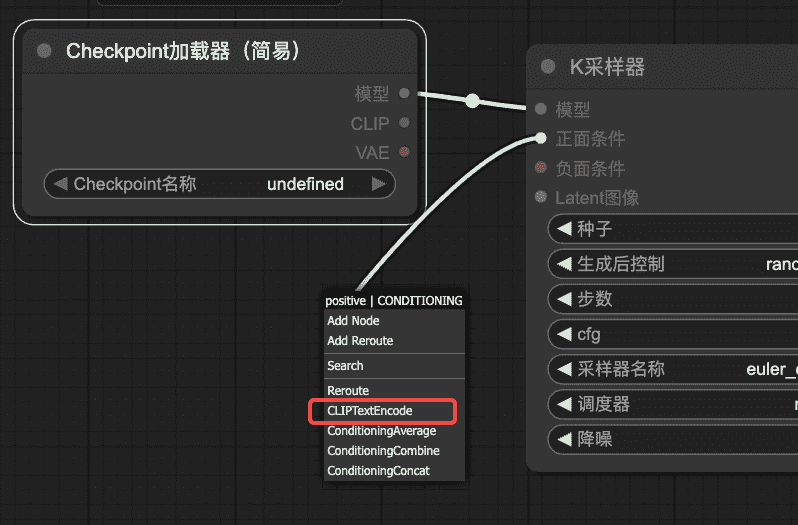 Checkpoint加载器（简易）
模型
CLIP
VAE
Checkpoint名称 undefined
K采样器
模型
正面条件
负面条件
Latent图像
种子
生成后控制
步数
cfg
采样器名称
调度器
降噪
positive | CONDITIONING
Add Node
Add Reroute
Search
Reroute
CLIPTextEncode
ConditioningAverage
ConditioningCombine
ConditioningConcat